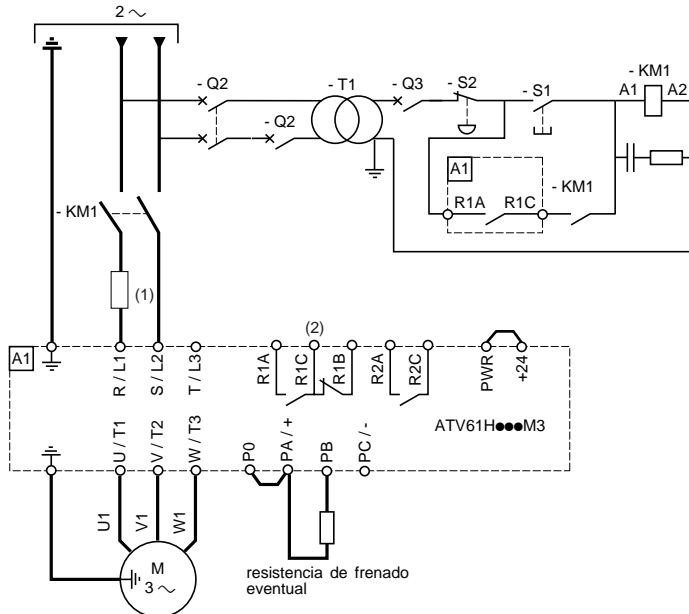 2 ~
- Q2
- T1
- Q3
- S2
- S1
- KM1
A1
A2
- Q2
A1
R1A
R1C
- KM1
- KM1
(1)
(2)
A1
R / L1
S / L2
T / L3
R1A
R1C
R1B
R2A
R2C
PWR
+24
ATV61H●●●M3
U / T1
V / T2
W / T3
P0
PA / +
PB
PC / -
U1
V1
W1
M
3 ~
resistencia de frenado
eventual